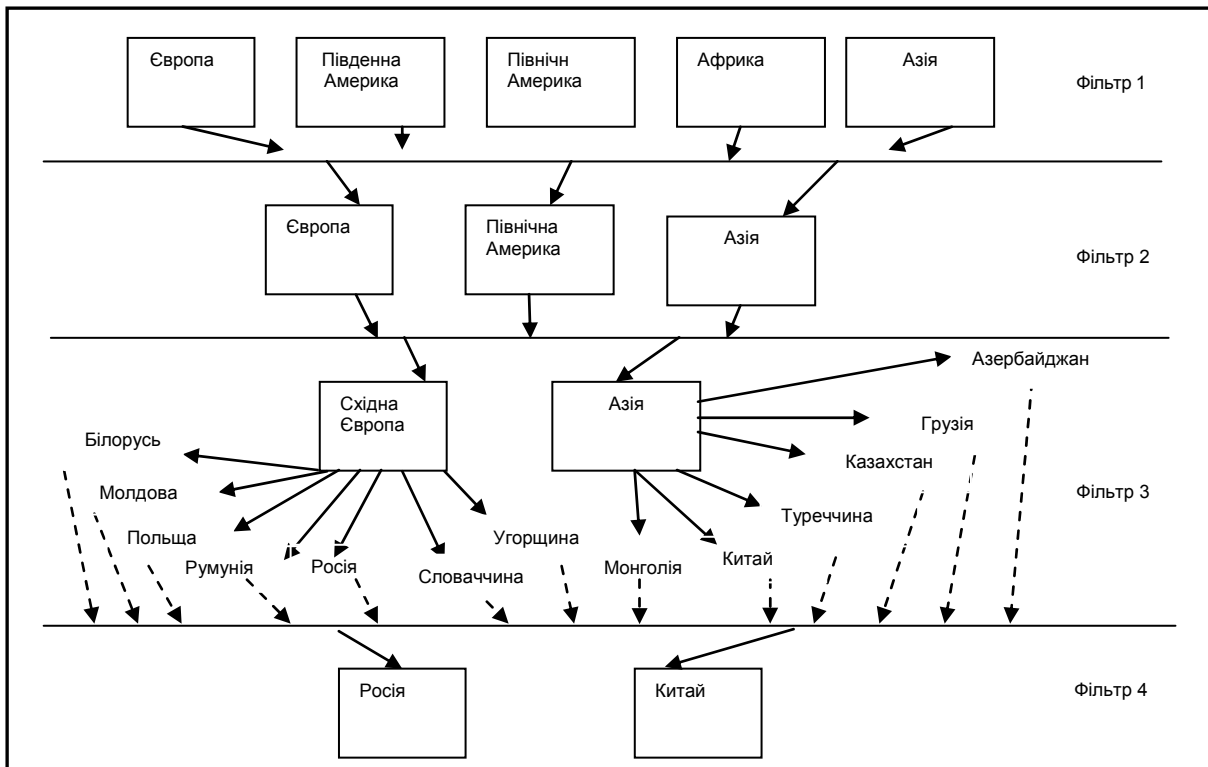 Європа
Південна
Америка
Північн
Америка
Африка
Азія
Фільтр 1
Європа
Північна
Америка
Азія
Фільтр 2
Азербайджан
Східна
Європа
Азія
Грузія
Білорусь
Казахстан
Молдова
Фільтр 3
Туреччина
Польща
Угорщина
Румунія
Росія
Словаччина
Монголія
Китай
Росія
Китай
Фільтр 4